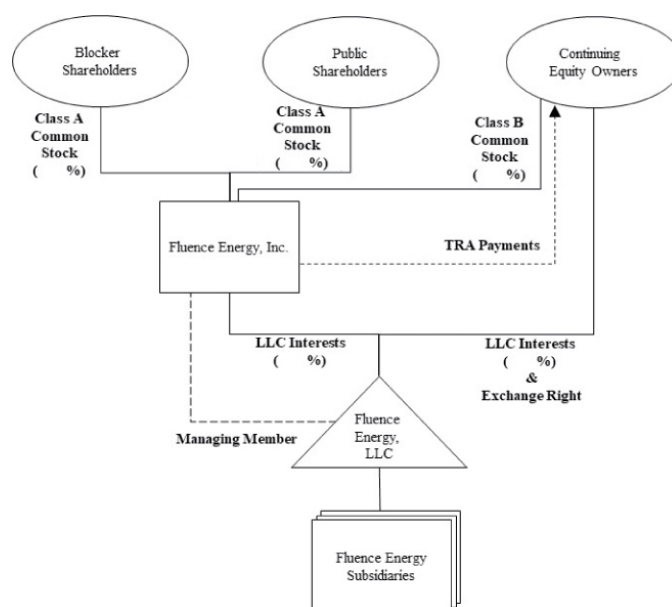 Blocker
Shareholders
Public
Shareholders
Continuing
Equity Owners
Class A
Common
Stock
( %)
Class A
Common
Stock
( %)
Class B
Common
Stock
( %)
Fluence Energy, Inc.
TRA Payments
LLC Interests
( %)
LLC Interests
( %)
&
Exchange Right
Managing Member
Fluence
Energy,
LLC
Fluence Energy
Subsidiaries